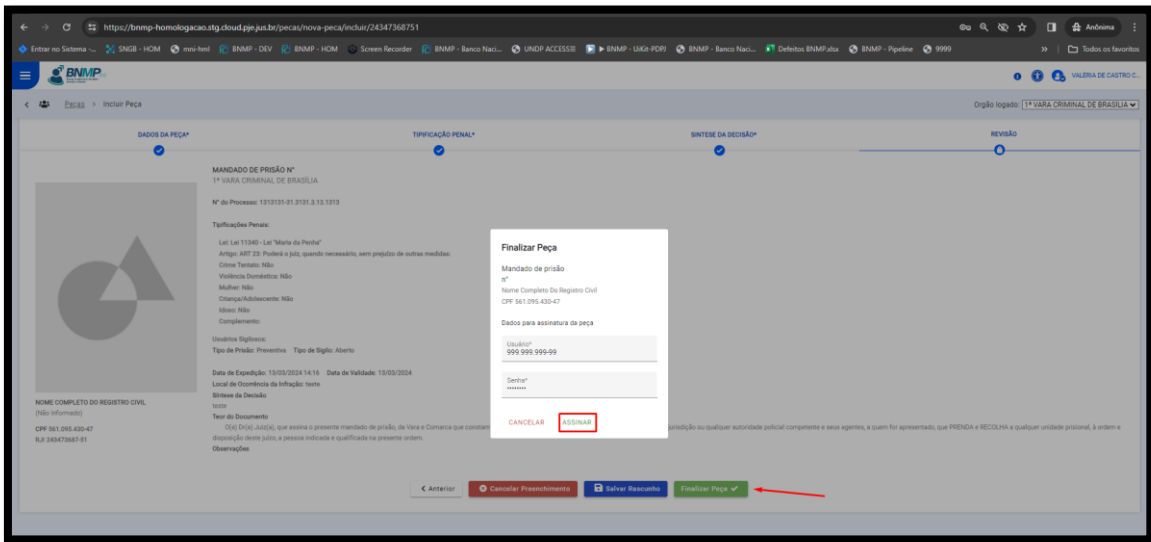 https://bnmp-homologacao.stg.cloud.pje.jus.br/pecas/nova-peca/incluir/24347368751
Anônima
Entrar no Sistema -... SNGB - HOM mni-html BNMP - DEV BNMP - HOM Screen Recorder BNMP - Banco Naci... UNDP ACCESSIII BNMP - UiKit-PDPJ BNMP - Banco Naci... Defeitos BNMP.xlsx BNMP - Pipeline 9999 » Todos os favoritos
BNMP
VALERIA DE CASTRO C...
Peças > Incluir Peça
Orgão logado: 1ª VARA CRIMINAL DE BRASÍLIA
DADOS DA PEÇA* TIPIFICAÇÃO PENAL* SINTESE DA DECISÃO* REVISÃO
MANDADO DE PRISÃO N°
1ª VARA CRIMINAL DE BRASÍLIA
N° do Processo: 1313131-31.3131.3.13.1313
Tipificações Penais:
Lei: Lei 11340 - Lei "Maria da Penha"
Artigo: ART 23: Poderá o juiz, quando necessário, sem prejuízo de outras medidas:
Crime Tentato: Não
Violência Doméstica: Não
Mulher: Não
Criança/Adolescente: Não
Idoso: Não
Complemento:
Usuários Sigilosos:
Tipo de Prisão: Preventiva Tipo de Sigilo: Aberto
Data de Expedição: 13/03/2024 14:16 Data de Validade: 13/03/2024
Local de Ocorrência da Infração: teste
Síntese da Decisão
teste
Teor do Documento
O(a) Dr(a) Juiz(a), que assina o presente mandado de prisão, da Vara e Comarca que constam
jurisdição ou qualquer autoridade policial competente e seus agentes, a quem for apresentado, que PRENDA e RECOLHA a qualquer unidade prisional, à ordem e
disposição deste juízo, a pessoa indicada e qualificada na presente ordem.
Observações
NOME COMPLETO DO REGISTRO CIVIL
(Não Informado)
CPF 561.095.430-47
RJI 243473687-51
Finalizar Peça
Mandado de prisão
n°
Nome Completo Do Registro Civil
CPF 561.095.430-47
Dados para assinatura da peça
Usuário*
999.999.999-99
Senha*
••••••••
CANCELAR ASSINAR
Anterior Cancelar Preenchimento Salvar Rascunho Finalizar Peça